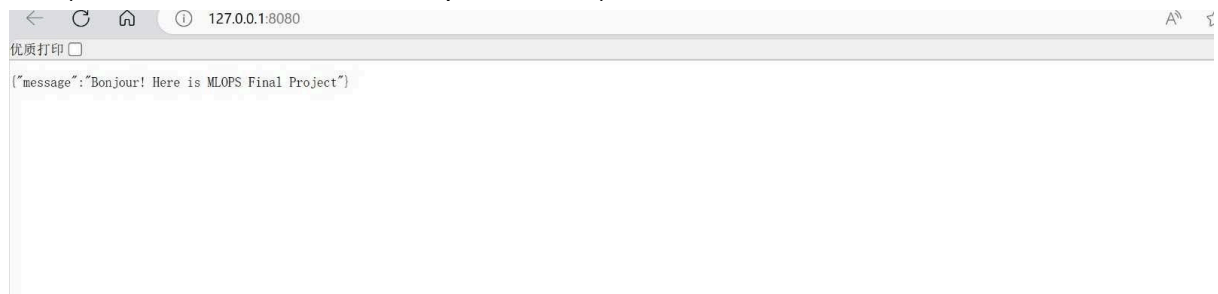 127.0.0.1:8080
优质打印
{"message":"Bonjour! Here is MLOPS Final Project"}